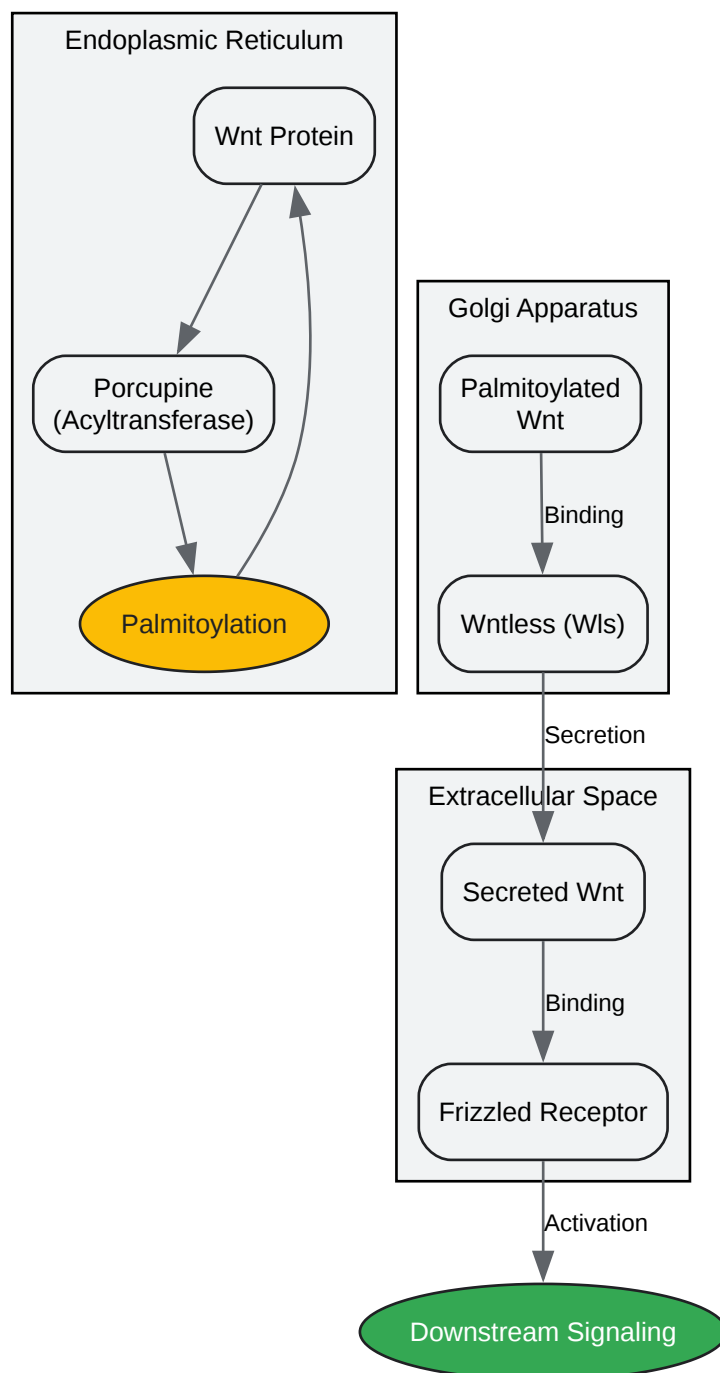 Endoplasmic Reticulum
Wnt Protein
Porcupine
(Acyltransferase)
Palmitoylation
Golgi Apparatus
Palmitoylated
Wnt
Binding
Wntless (Wls)
Secretion
Extracellular Space
Secreted Wnt
Binding
Frizzled Receptor
Activation
Downstream Signaling